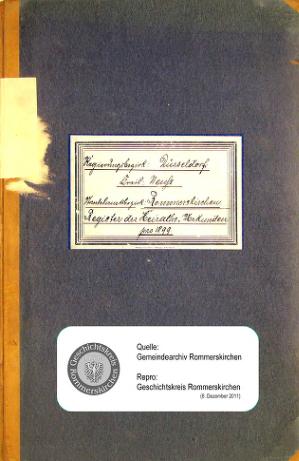 Regierungsbezirk: Düsseldorf
Kreis: Neuß
Standesamtsbezirk: Rommerskirchen
Register der Heiraths-Urkunden
pro 1899
Geschichtskreis
Rommerskirchen
Quelle:
Gemeindearchiv Rommerskirchen
Repro:
Geschichtskreis Rommerskirchen
(8. Dezember 2011)